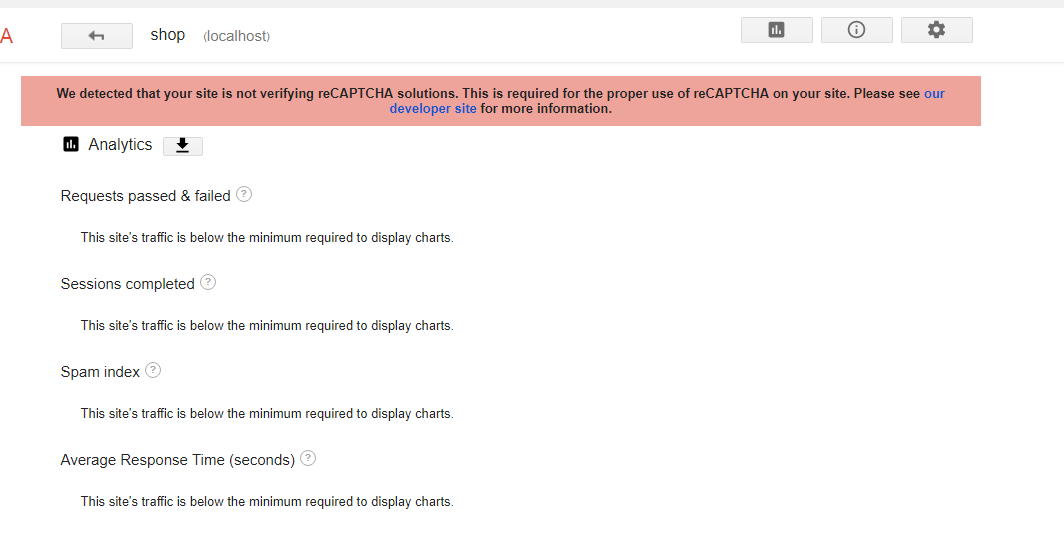 A
shop (localhost)
We detected that your site is not verifying reCAPTCHA solutions. This is required for the proper use of reCAPTCHA on your site. Please see our
developer site for more information.
Analytics
Requests passed & failed ?
This site's traffic is below the minimum required to display charts.
Sessions completed ?
This site's traffic is below the minimum required to display charts.
Spam index ?
This site's traffic is below the minimum required to display charts.
Average Response Time (seconds) ?
This site's traffic is below the minimum required to display charts.